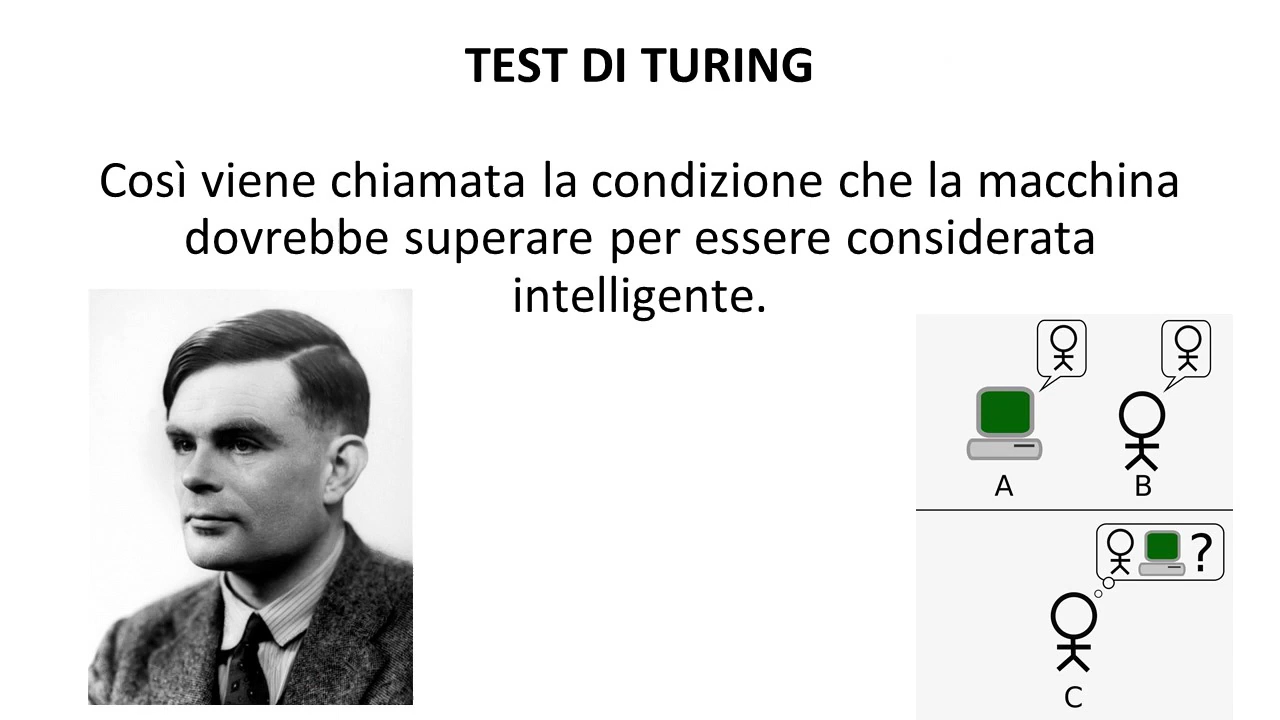 TEST DI TURING
Così viene chiamata la condizione che la macchina
dovrebbe superare per essere considerata
intelligente.
A
B
?
C